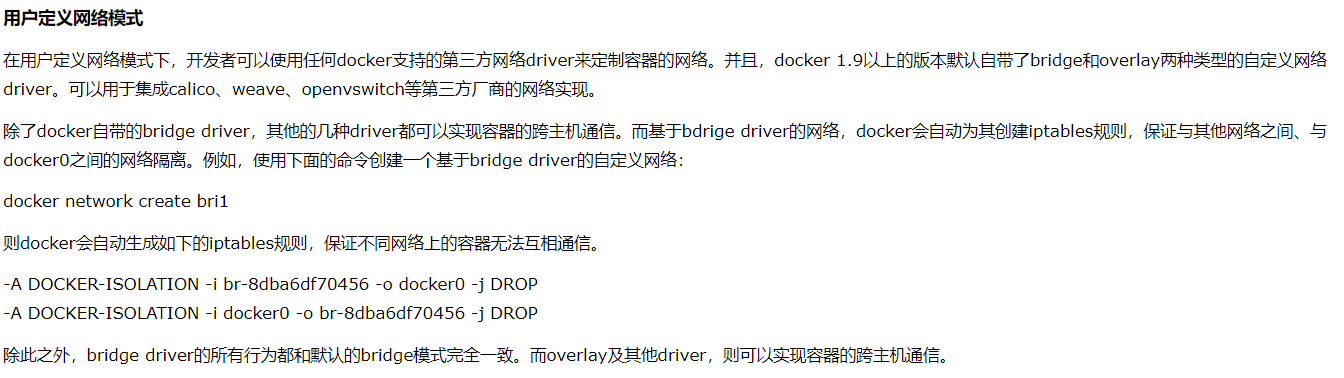 用户定义网络模式
在用户定义网络模式下，开发者可以使用任何docker支持的第三方网络driver来定制容器的网络。并且，docker 1.9以上的版本默认自带了bridge和overlay两种类型的自定义网络
driver。可以用于集成calico、weave、openvswitch等第三方厂商的网络实现。
除了docker自带的bridge driver，其他的几种driver都可以实现容器的跨主机通信。而基于bdrige driver的网络，docker会自动为其创建iptables规则，保证与其他网络之间、与
docker0之间的网络隔离。例如，使用下面的命令创建一个基于bridge driver的自定义网络：
docker network create bri1
则docker会自动生成如下的iptables规则，保证不同网络上的容器无法互相通信。
-A DOCKER-ISOLATION -i br-8dba6df70456 -o docker0 -j DROP
-A DOCKER-ISOLATION -i docker0 -o br-8dba6df70456 -j DROP
除此之外，bridge driver的所有行为都和默认的bridge模式完全一致。而overlay及其他driver，则可以实现容器的跨主机通信。